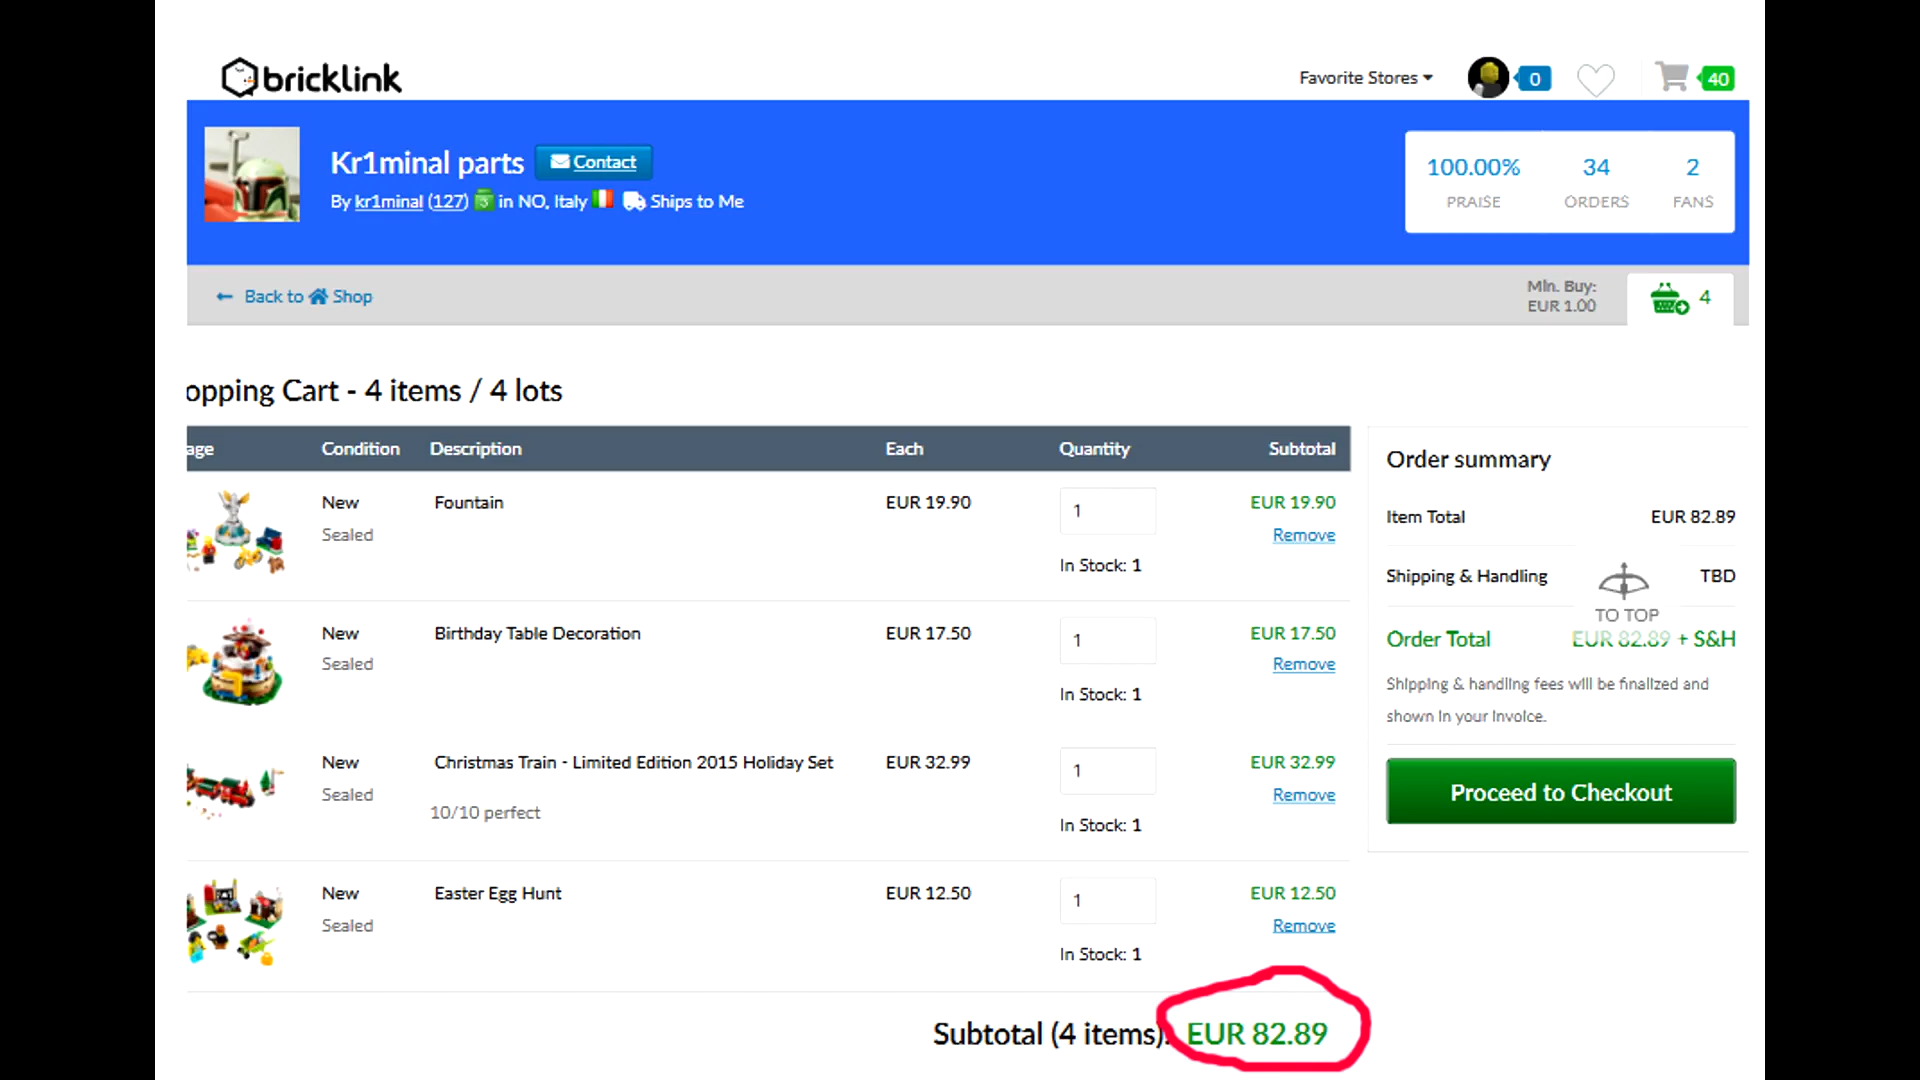 bricklink
Favorite Stores 0 40
Kr1minal parts Contact
By kr1minal (127) in NO, Italy Ships to Me
100.00% 34 2
PRAISE ORDERS FANS
Back to Shop
Min. Buy:
EUR 1.00
4
opping Cart - 4 items / 4 lots
age Condition Description Each Quantity Subtotal
New Fountain EUR 19.90 1 EUR 19.90
Sealed Remove
In Stock: 1
New Birthday Table Decoration EUR 17.50 1 EUR 17.50
Sealed Remove
In Stock: 1
New Christmas Train - Limited Edition 2015 Holiday Set EUR 32.99 1 EUR 32.99
Sealed 10/10 perfect Remove
In Stock: 1
New Easter Egg Hunt EUR 12.50 1 EUR 12.50
Sealed Remove
In Stock: 1
Subtotal (4 items): EUR 82.89
Order summary
Item Total EUR 82.89
Shipping & Handling TBD
TO TOP
Order Total EUR 82.89 + S&H
Shipping & handling fees will be finalized and
shown in your invoice.
Proceed to Checkout